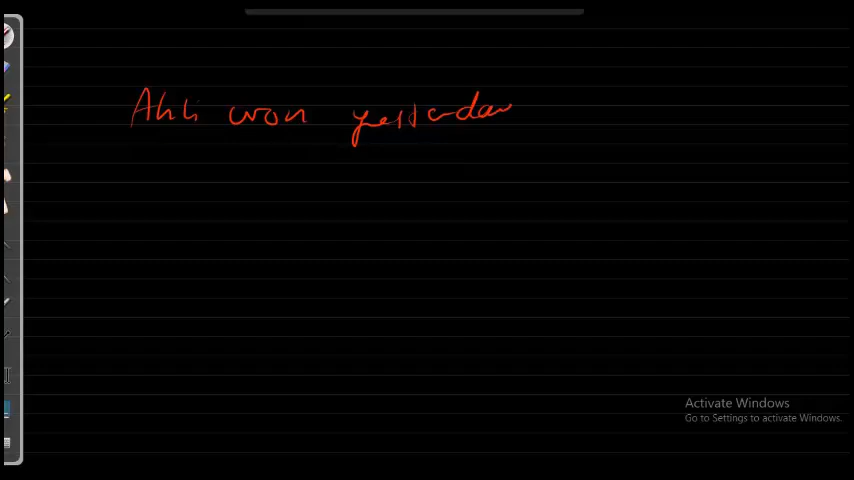 Ahli won yesterday
Activate Windows
Go to Settings to activate Windows.